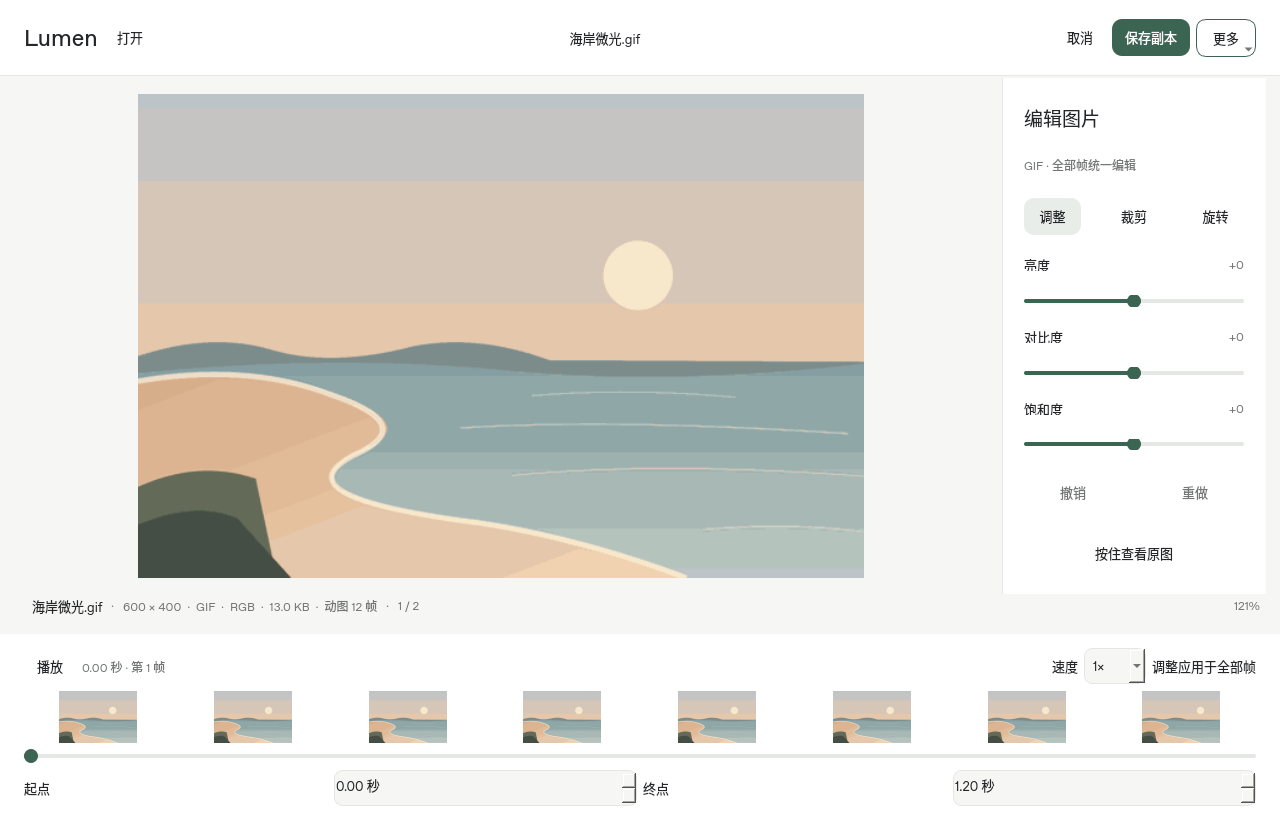 Lumen 打开 海岸微光.gif 取消 保存副本 更多
编辑图片
GIF · 全部帧统一编辑
调整 裁剪 旋转
亮度 +0
对比度 +0
饱和度 +0
撤销 重做
按住查看原图
海岸微光.gif · 600 × 400 · GIF · RGB · 13.0 KB · 动图 12 帧 · 1 / 2 121%
播放 0.00 秒 · 第 1 帧 速度 1× 调整应用于全部帧
起点 0.00 秒 终点 1.20 秒